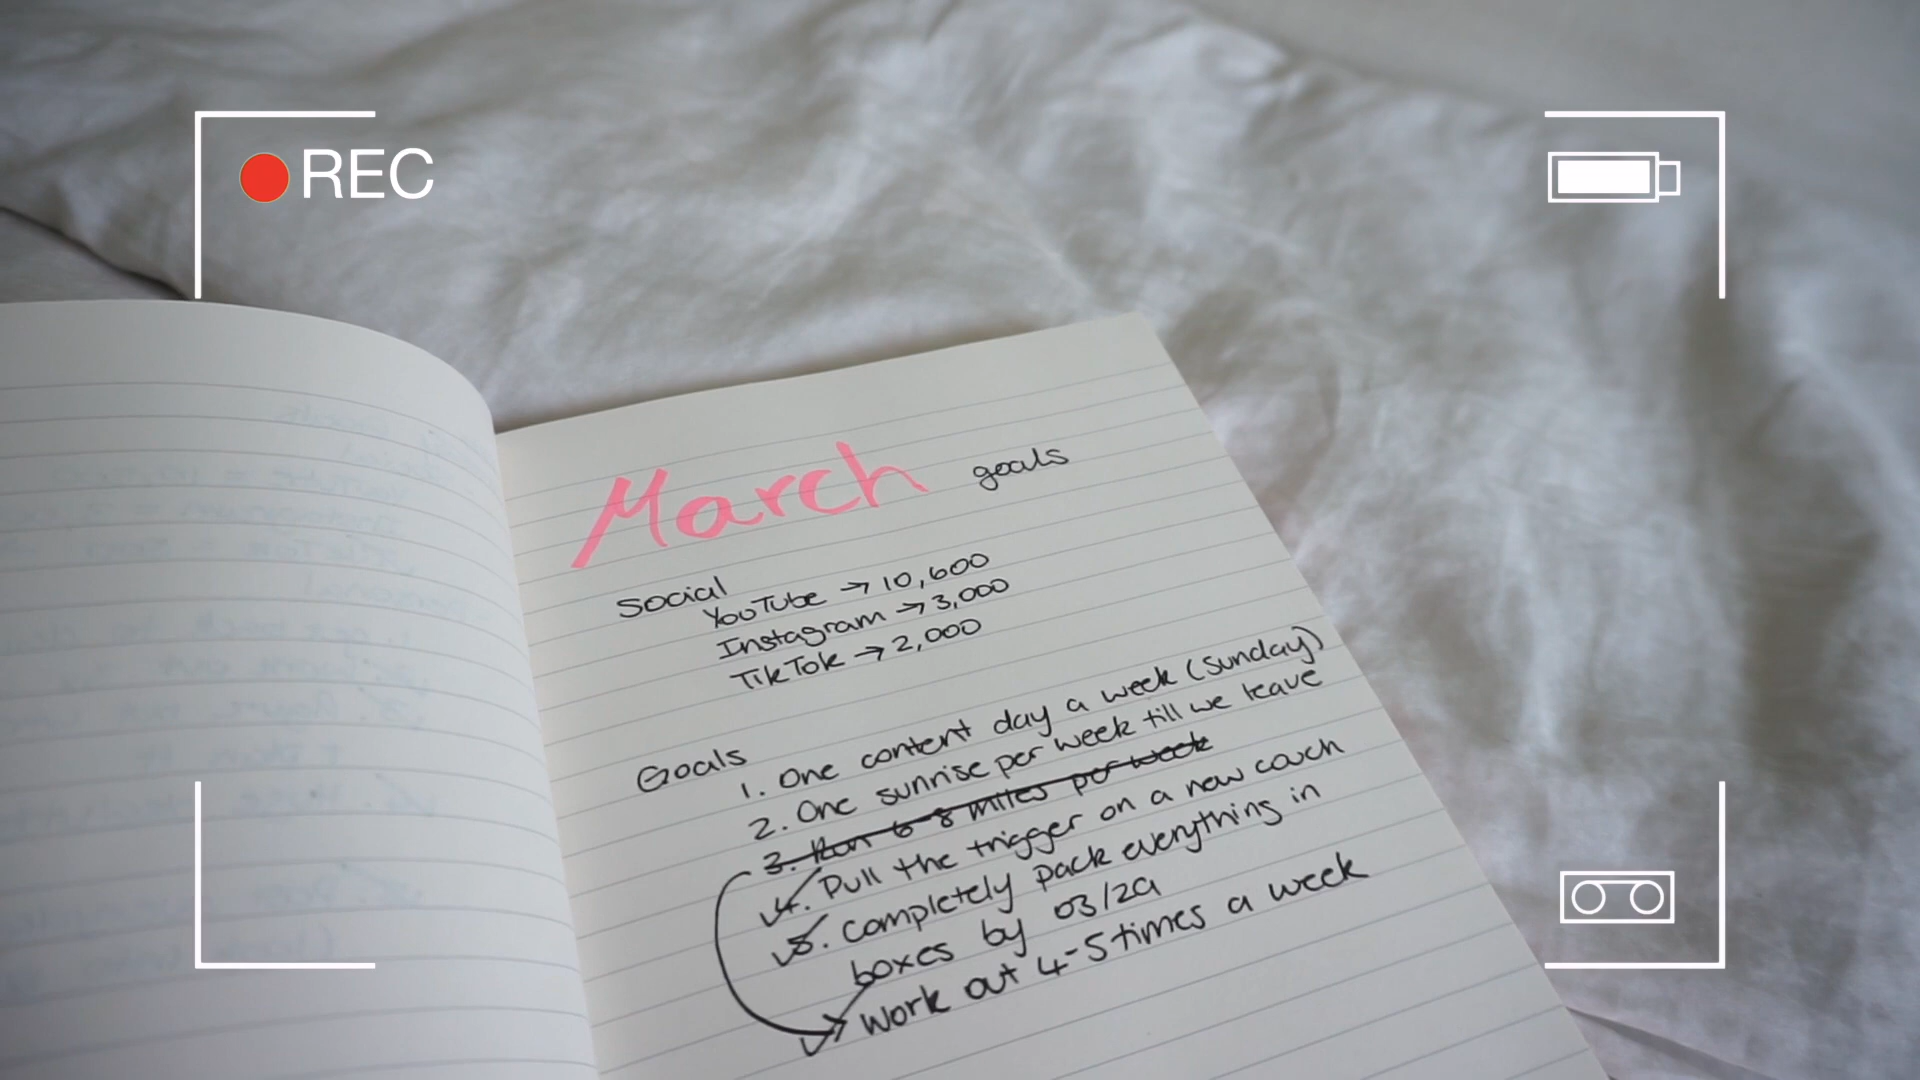 REC
March goals
Social
YouTube → 10,600
Instagram → 3,000
TikTok → 2,000
Goals
1. One content day a week (Sunday)
2. One sunrise per week till we leave
3. Run 6-8 miles per week
4. Pull the trigger on a new couch
5. Completely pack everything in
boxes by 03/29
Work out 4-5 times a week